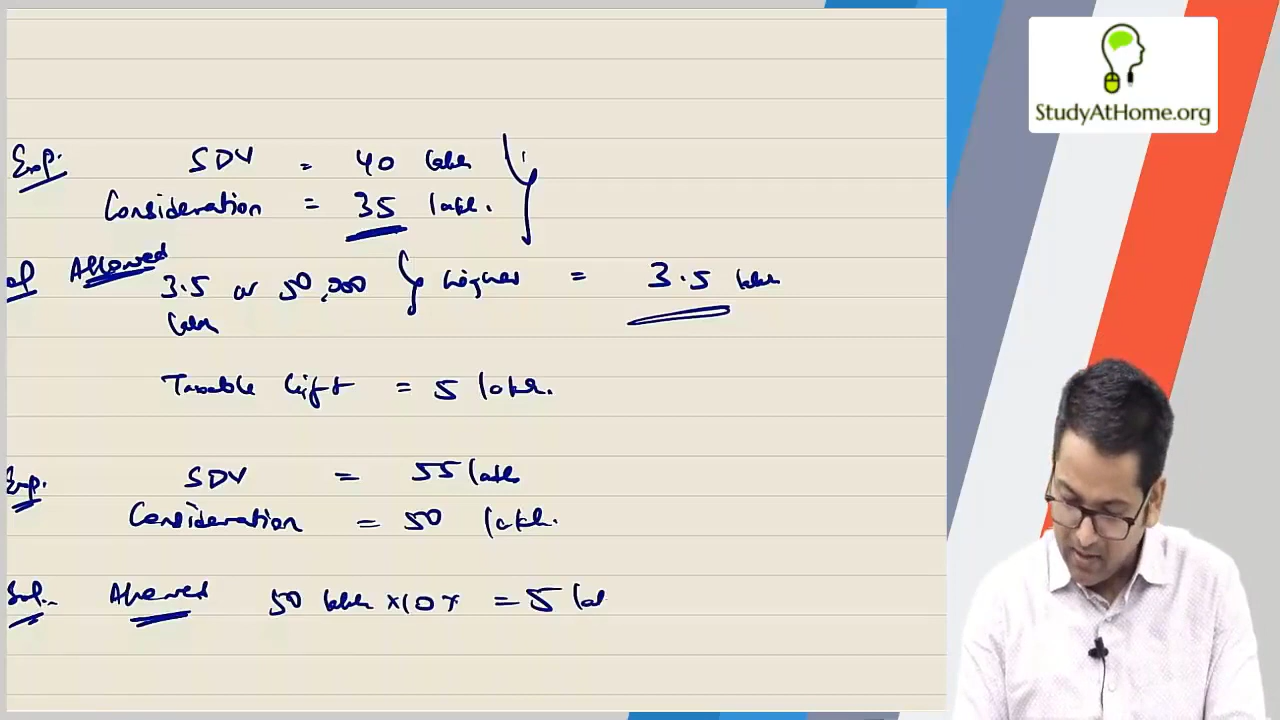 Exp. SDV = 40 lakh
Consideration = 35 lakh.
Sol Allowed 3.5 or 50,000 } higher = 3.5 lakh
lakh
Taxable Gift = 5 lakh.
Exp. SDV = 55 lakh
Consideration = 50 lakh.
Sol. Allowed 50 lakh x10% = 5 la
StudyAtHome.org